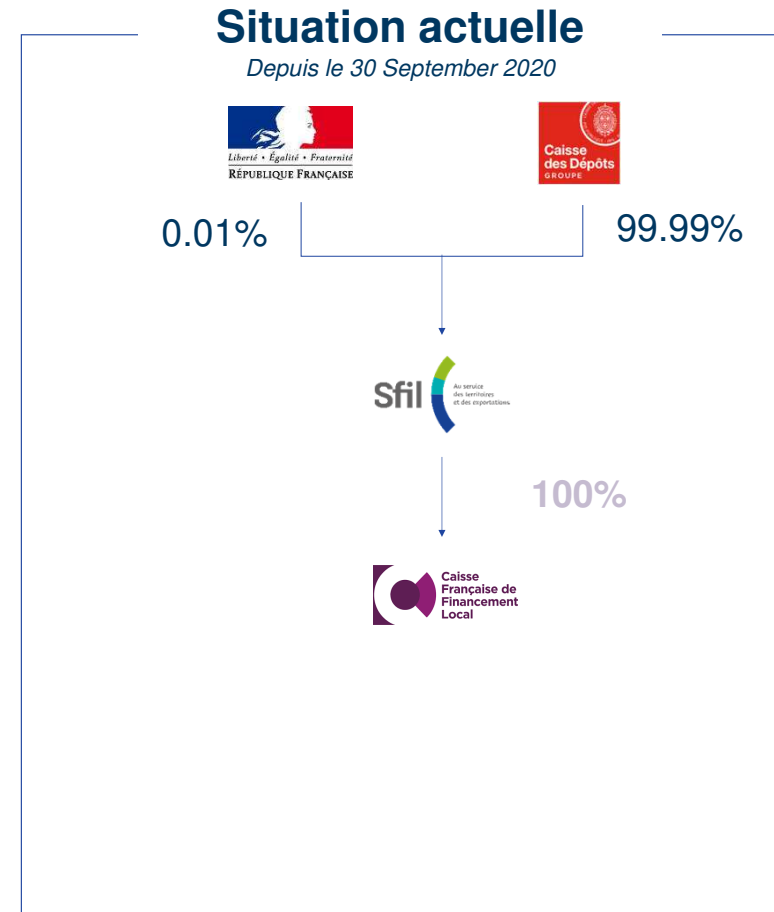 Situation actuelle
Depuis le 30 September 2020
Liberté • Égalité • Fraternité
RÉPUBLIQUE FRANÇAISE
Caisse
des Dépôts
GROUPE
0.01%
99.99%
Sfil
Au service
des territoires
et des exportations
100%
Caisse
Française de
Financement
Local